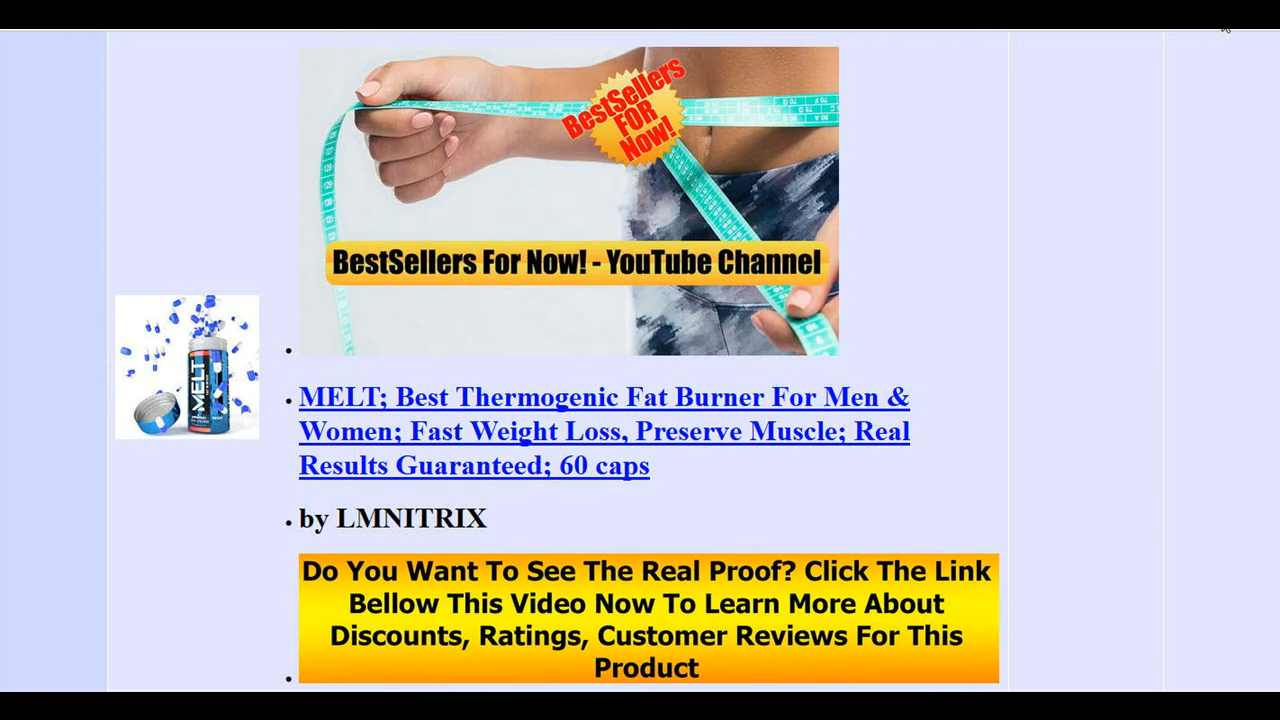 BestSellers
FOR
Now!
BestSellers For Now! - YouTube Channel
MELT
MELT; Best Thermogenic Fat Burner For Men &
Women; Fast Weight Loss, Preserve Muscle; Real
Results Guaranteed; 60 caps
by LMNITRIX
Do You Want To See The Real Proof? Click The Link
Bellow This Video Now To Learn More About
Discounts, Ratings, Customer Reviews For This
Product